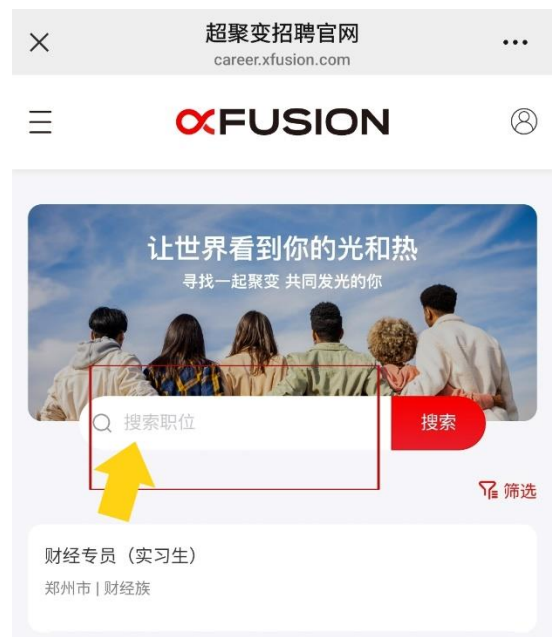 超聚变招聘官网
career.xfusion.com
XFUSION
让世界看到你的光和热
寻找一起聚变 共同发光的你
搜索职位
搜索
筛选
财经专员（实习生）
郑州市 | 财经族